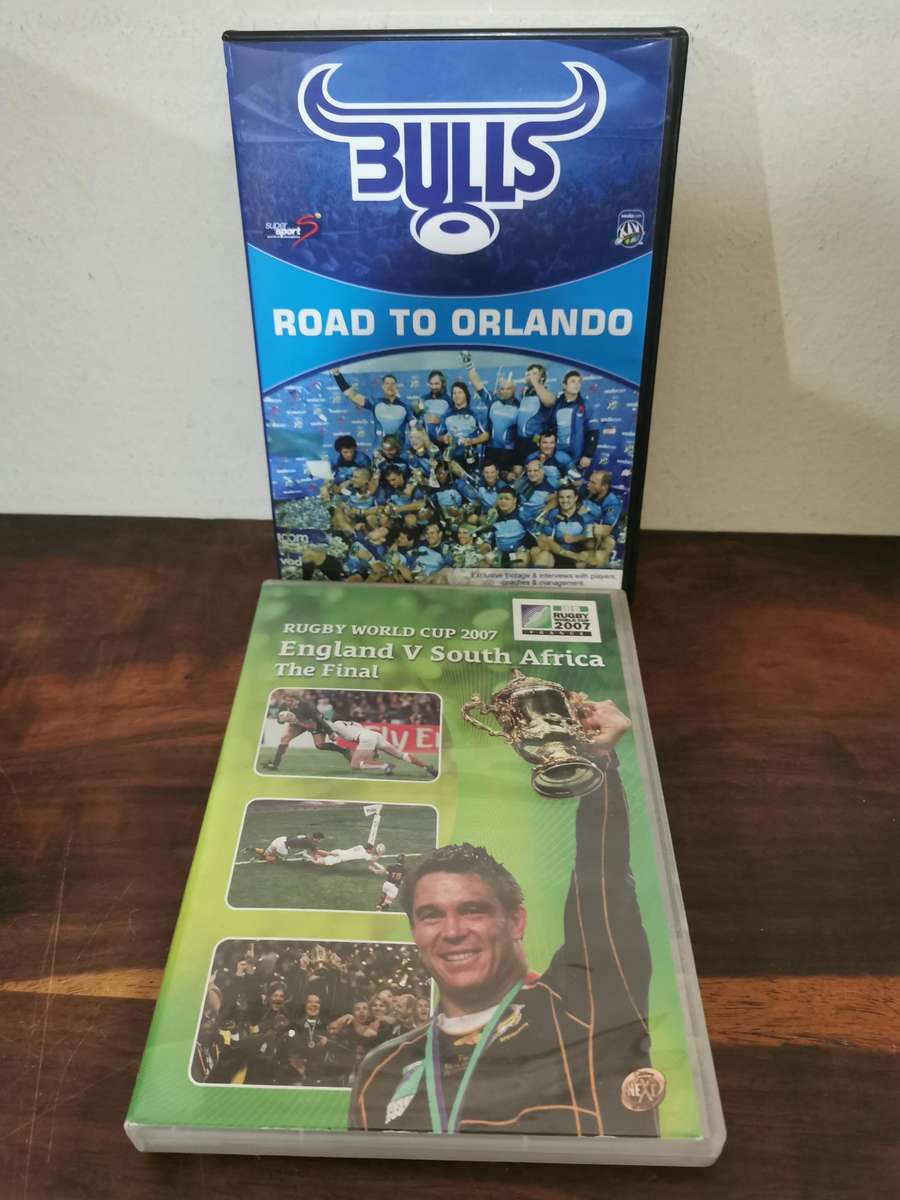 BULLS
super
sport
ROAD TO ORLANDO
Exclusive footage & interviews with players,
coaches & management
RUGBY WORLD CUP 2007
England V South Africa
The Final
RUGBY
WORLD CUP
2007
FRANCE
NEXT